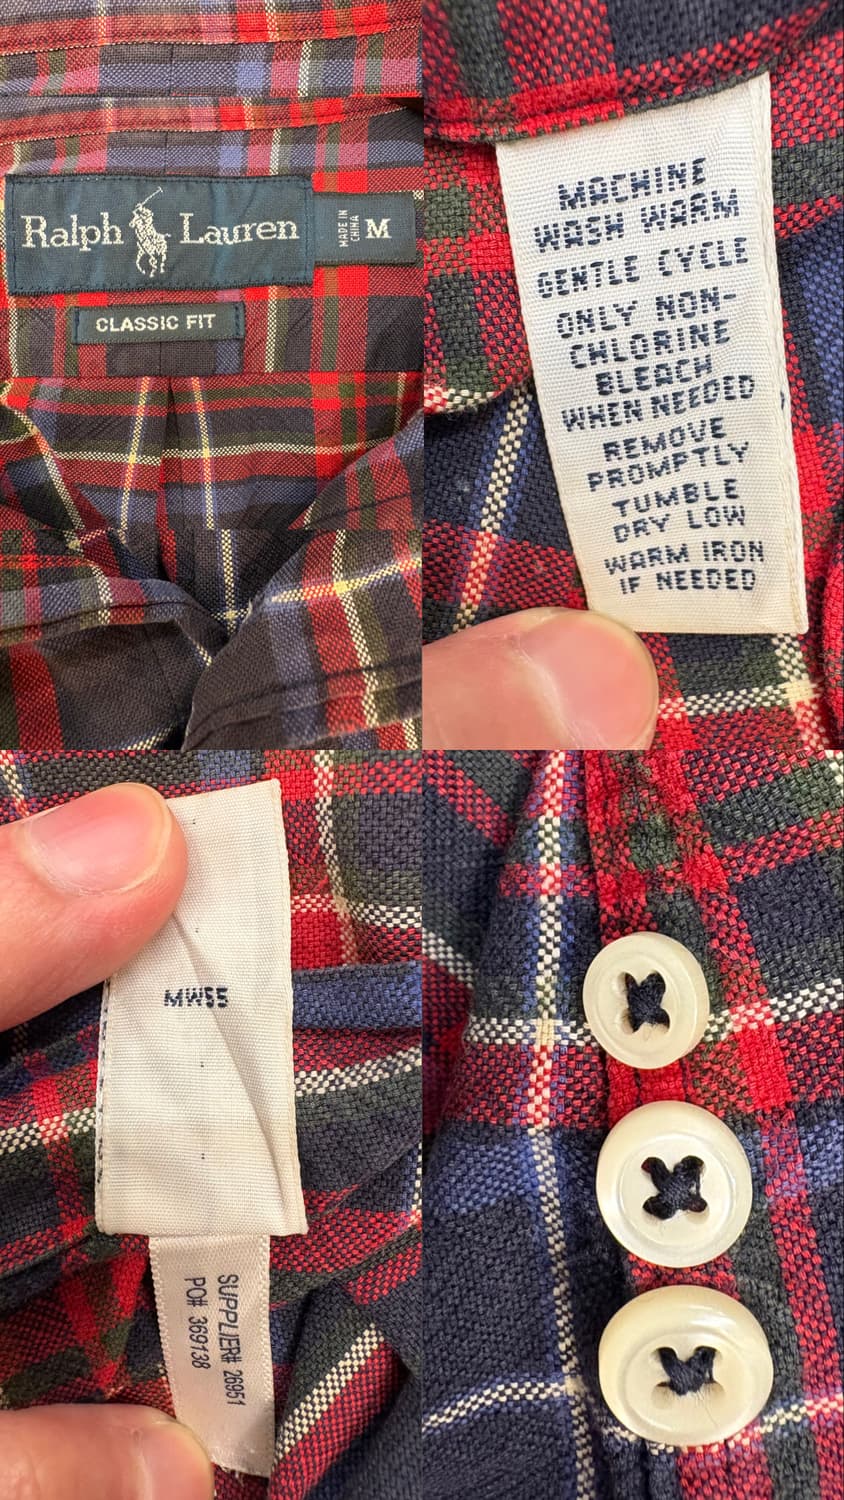 Ralph Lauren
MADE IN
CHINA
M
CLASSIC FIT
MACHINE
WASH WARM
GENTLE CYCLE
ONLY NON-
CHLORINE
BLEACH
WHEN NEEDED
REMOVE
PROMPTLY
TUMBLE
DRY LOW
WARM IRON
IF NEEDED
MW55
SUPPLIER# 26951
PO# 369138